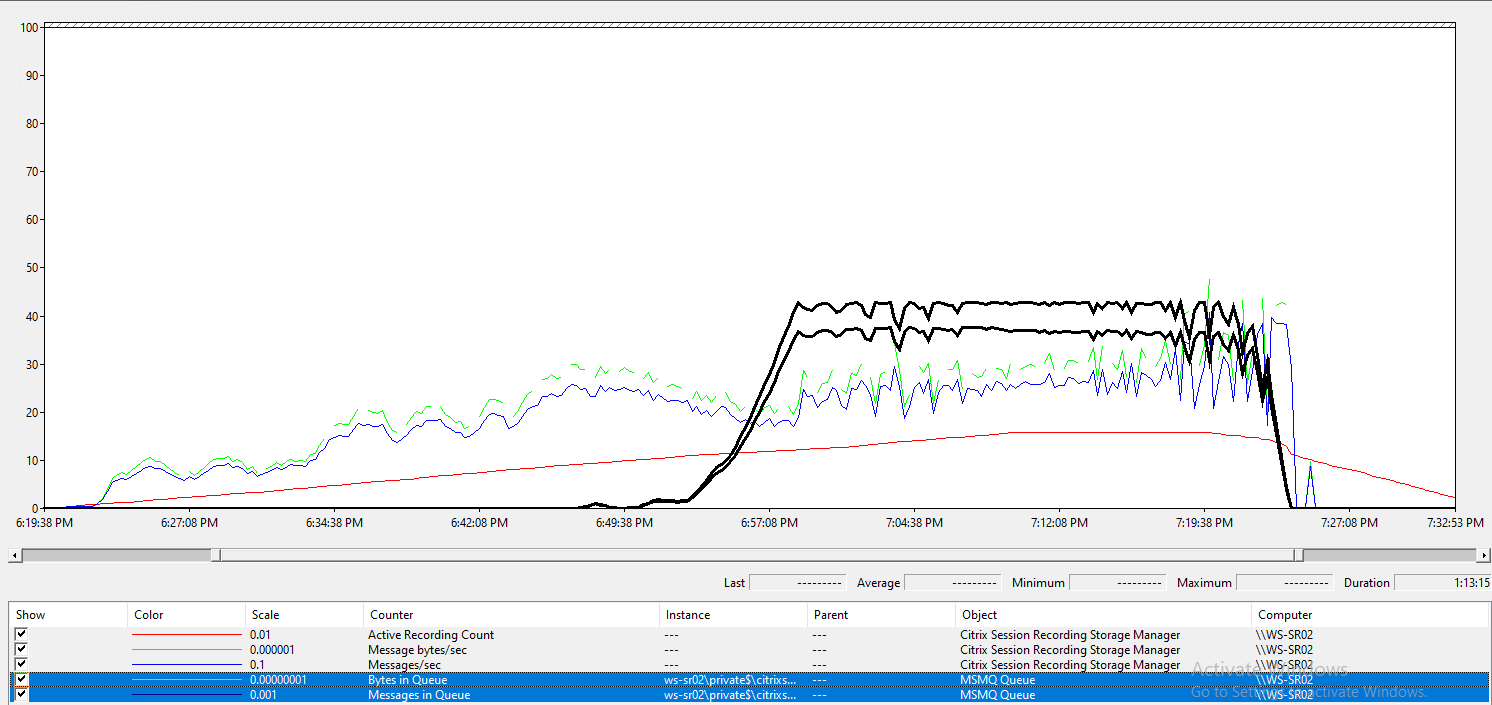 100
90
80
70
60
50
40
30
20
10
0
6:19:38 PM 6:27:08 PM 6:34:38 PM 6:42:08 PM 6:49:38 PM 6:57:08 PM 7:04:38 PM 7:12:08 PM 7:19:38 PM 7:27:08 PM 7:32:53 PM
Last --------- Average --------- Minimum --------- Maximum --------- Duration 1:13:15
Show Color Scale Counter Instance Parent Object Computer
0.01 Active Recording Count --- --- Citrix Session Recording Storage Manager \\WS-SR02
0.000001 Message bytes/sec --- --- Citrix Session Recording Storage Manager \\WS-SR02
0.1 Messages/sec --- --- Citrix Session Recording Storage Manager \\WS-SR02
0.00000001 Bytes in Queue ws-sr02\private$\citrixs... --- MSMQ Queue \\WS-SR02
0.001 Messages in Queue ws-sr02\private$\citrixs... --- MSMQ Queue \\WS-SR02
Activate Windows
Go to Settings to activate Windows.